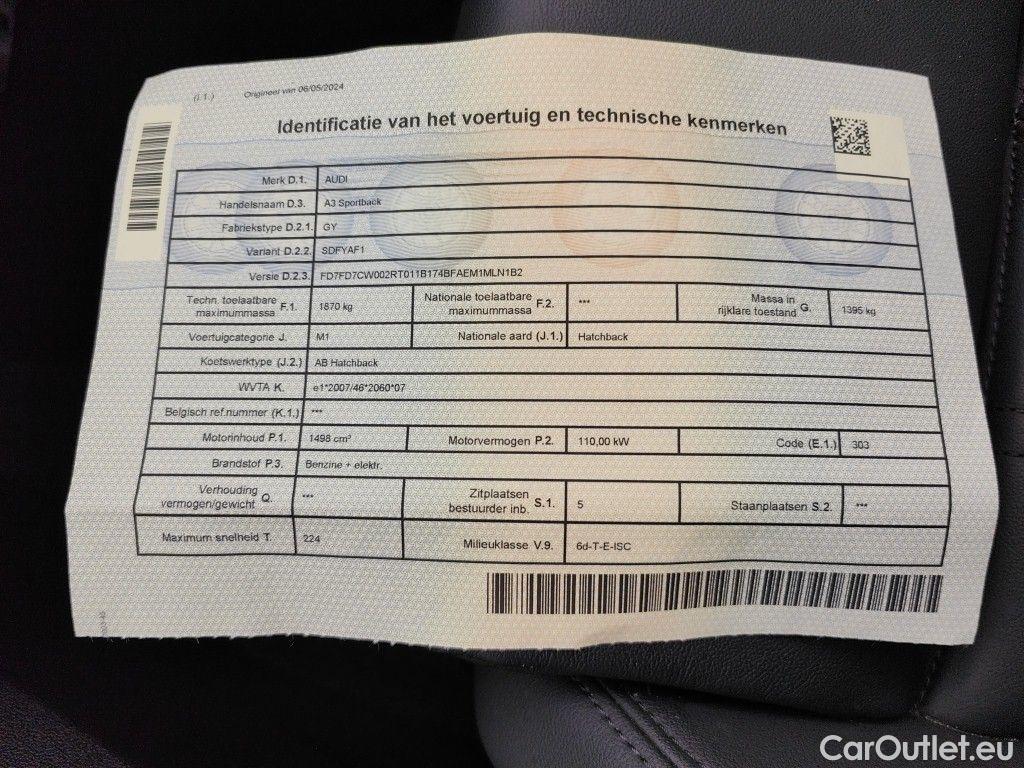 (I.1.) Origineel van 06/05/2024
Identificatie van het voertuig en technische kenmerken
Merk D.1. AUDI
Handelsnaam D.3. A3 Sportback
Fabriekstype D.2.1. GY
Variant D.2.2. SDFYAF1
Versie D.2.3. FD7FD7CW002RT011B174BFAEM1MLN1B2
Techn. toelaatbare maximummassa F.1. 1870 kg Nationale toelaatbare maximummassa F.2. *** Massa in rijklare toestand G. 1395 kg
Voertuigcategorie J. M1 Nationale aard (J.1.) Hatchback
Koetswerktype (J.2.) AB Hatchback
WVTA K. e1*2007/46*2060*07
Belgisch ref.nummer (K.1.) ***
Motorinhoud P.1. 1498 cm³ Motorvermogen P.2. 110,00 kW Code (E.1.) 303
Brandstof P.3. Benzine + elektr.
Verhouding vermogen/gewicht Q. *** Zitplaatsen bestuurder inb. S.1. 5 Staanplaatsen S.2. ***
Maximum snelheid T. 224 Milieuklasse V.9. 6d-T-E-ISC
CarOutlet.eu